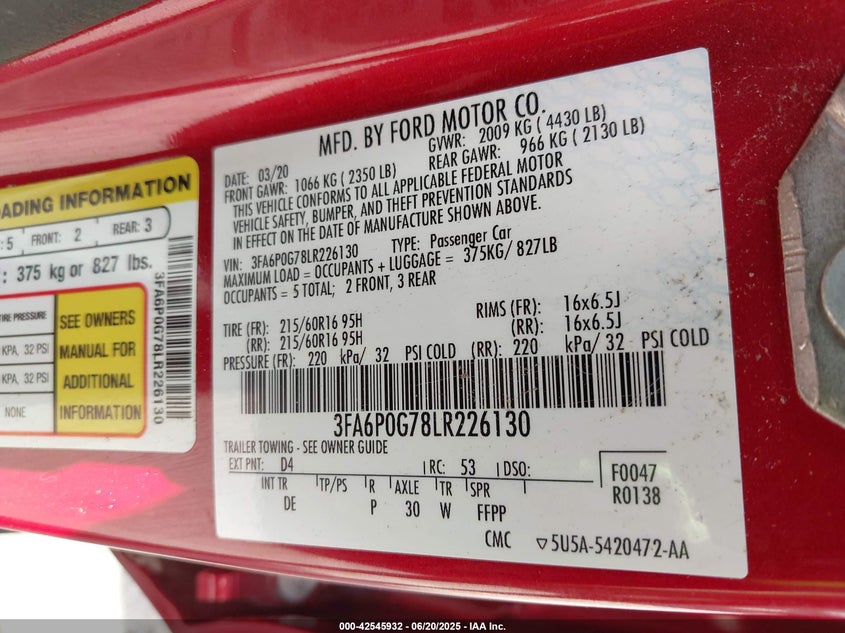 MFD. BY FORD MOTOR CO.
DATE: 03/20 GVWR: 2009 KG ( 4430 LB)
FRONT GAWR: 1066 KG ( 2350 LB) REAR GAWR: 966 KG ( 2130 LB)
THIS VEHICLE CONFORMS TO ALL APPLICABLE FEDERAL MOTOR
VEHICLE SAFETY, BUMPER, AND THEFT PREVENTION STANDARDS
IN EFFECT ON THE DATE OF MANUFACTURE SHOWN ABOVE.
VIN: 3FA6P0G78LR226130 TYPE: Passenger Car
MAXIMUM LOAD = OCCUPANTS + LUGGAGE = 375KG/ 827LB
OCCUPANTS = 5 TOTAL; 2 FRONT, 3 REAR
TIRE (FR): 215/60R16 95H RIMS (FR): 16x6.5J
(RR): 215/60R16 95H (RR): 16x6.5J
PRESSURE (FR): 220 kPa/ 32 PSI COLD (RR): 220 kPa/ 32 PSI COLD
3FA6P0G78LR226130
TRAILER TOWING - SEE OWNER GUIDE
EXT PNT: D4 RC: 53 DSO: F0047
INT TR TP/PS R AXLE TR SPR R0138
DE P 30 W FFPP
CMC ▽5U5A-5420472-AA
OADING INFORMATION
: 5 FRONT: 2 REAR: 3
: 375 kg or 827 lbs.
TIRE PRESSURE SEE OWNERS
KPA, 32 PSI MANUAL FOR
KPA, 32 PSI ADDITIONAL
NONE INFORMATION
3FA6P0G78LR226130
000-42545932 - 06/20/2025 - IAA Inc.